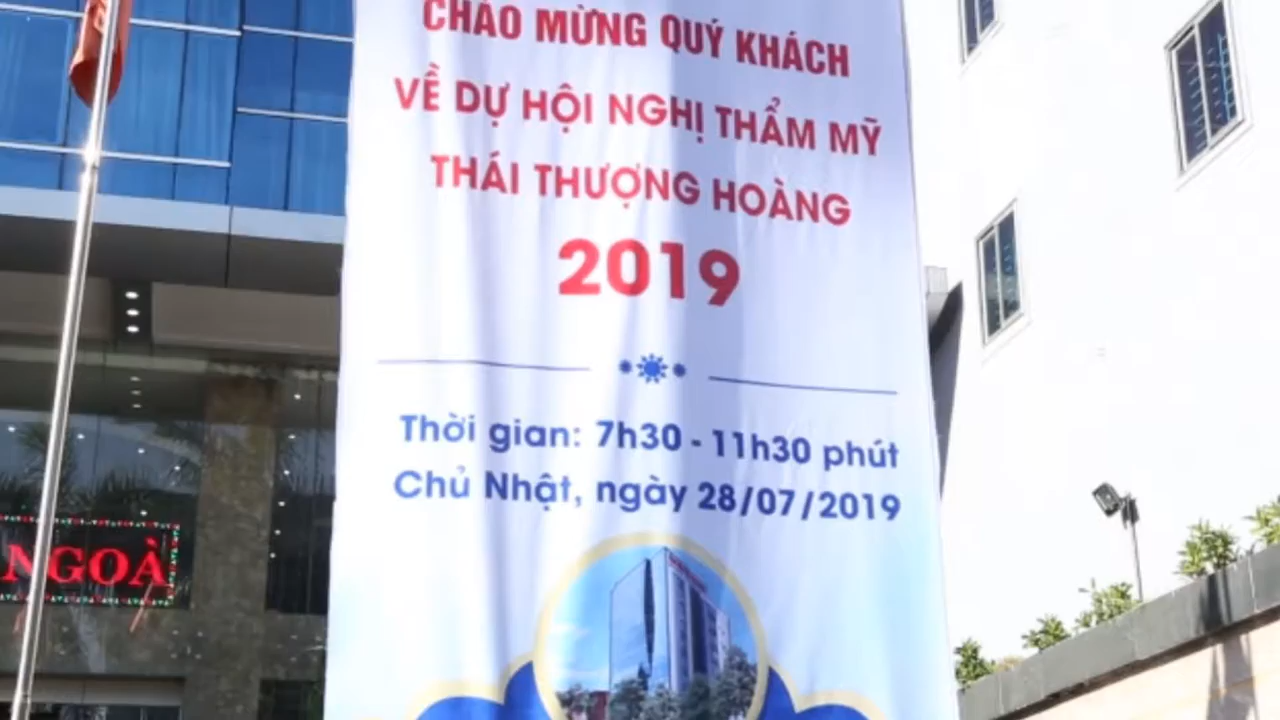 CHÀO MỪNG QUÝ KHÁCH
VỀ DỰ HỘI NGHỊ THẨM MỸ
THÁI THƯỢNG HOÀNG
2019
Thời gian: 7h30 - 11h30 phút
Chủ Nhật, ngày 28/07/2019
NGOÀ